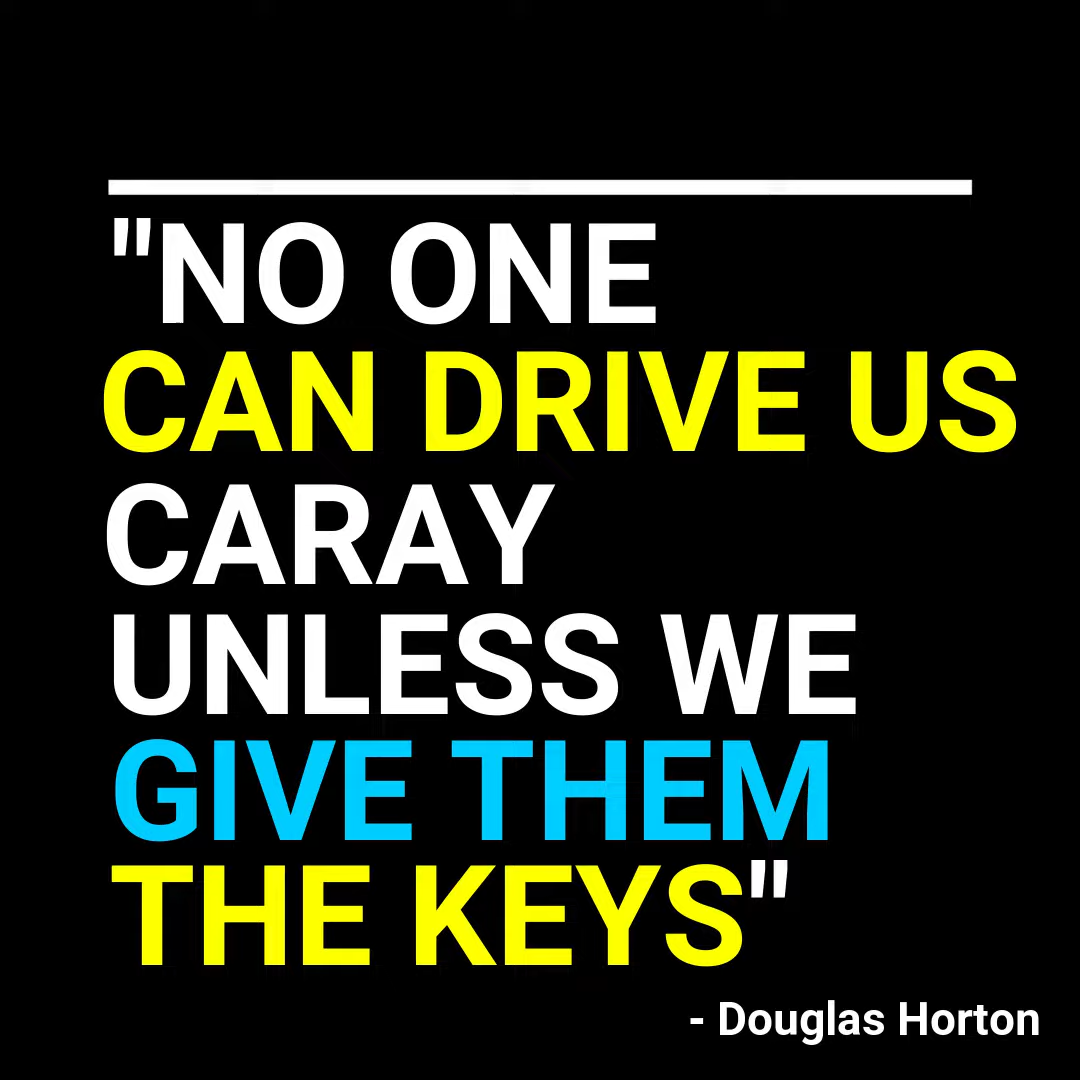 "NO ONE
CAN DRIVE US
CARAY
UNLESS WE
GIVE THEM
THE KEYS"
- Douglas Horton